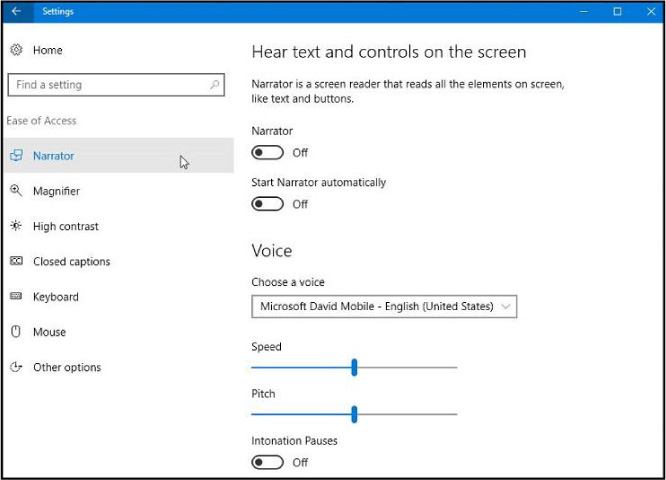 Settings
Home
Find a setting
Ease of Access
Narrator
Magnifier
High contrast
Closed captions
Keyboard
Mouse
Other options
Hear text and controls on the screen
Narrator is a screen reader that reads all the elements on screen,
like text and buttons.
Narrator
Off
Start Narrator automatically
Off
Voice
Choose a voice
Microsoft David Mobile - English (United States)
Speed
Pitch
Intonation Pauses
Off